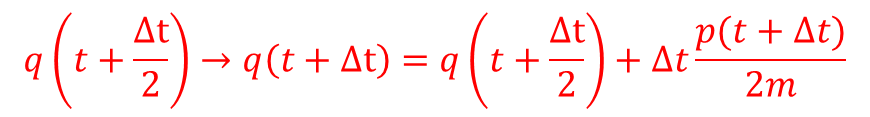 q(t + Δt/2) → q(t + Δt) = q(t + Δt/2) + Δt p(t + Δt)/2m